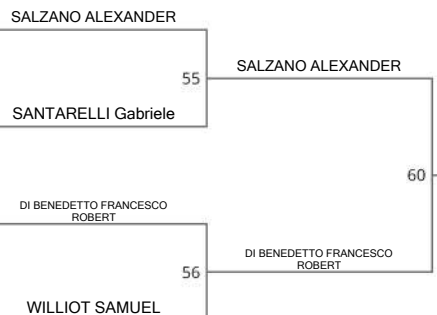 SALZANO ALEXANDER
55
SALZANO ALEXANDER
SANTARELLI Gabriele
60
DI BENEDETTO FRANCESCO
ROBERT
56
DI BENEDETTO FRANCESCO
ROBERT
WILLIOT SAMUEL